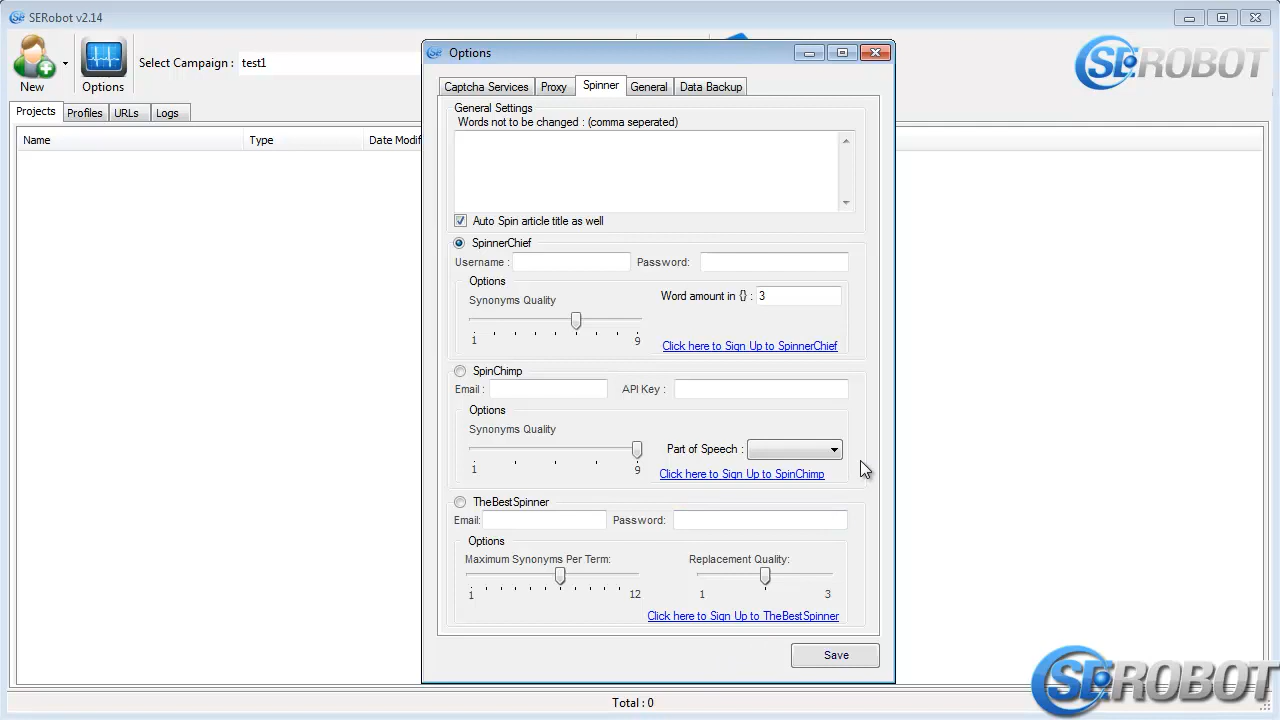 SERobot v2.14
New
Options
Select Campaign : test1
SEROBOT
Projects
Profiles
URLs
Logs
Name
Type
Date Modif
Options
Captcha Services
Proxy
Spinner
General
Data Backup
General Settings
Words not to be changed : (comma seperated)
Auto Spin article title as well
SpinnerChief
Username :
Password:
Options
Synonyms Quality
Word amount in {} : 3
1
9
Click here to Sign Up to SpinnerChief
SpinChimp
Email :
API Key :
Options
Synonyms Quality
Part of Speech :
1
9
Click here to Sign Up to SpinChimp
TheBestSpinner
Email:
Password:
Options
Maximum Synonyms Per Term:
Replacement Quality:
1
12
1
3
Click here to Sign Up to TheBestSpinner
Save
Total : 0
SEROBOT